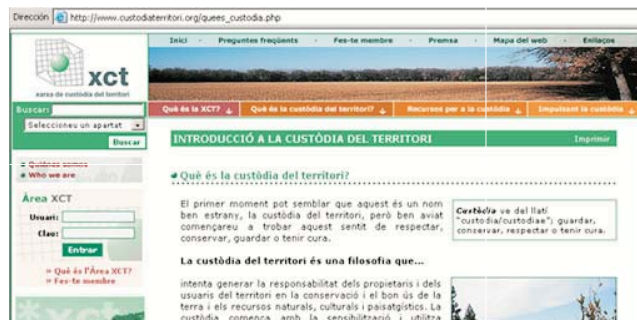 Dirección http://www.custodiaterritori.org/quees_custodia.php
Inici · Preguntes freqüents · Fes-te membre · Premsa · Mapa del web · Enllaços
xct
xarxa de custòdia del territori
Buscar:
Seleccioneu un apartat
Buscar
Què és la XCT? Què és la custòdia del territori? Recursos per a la custòdia Impulsant la custòdia
INTRODUCCIÓ A LA CUSTÒDIA DEL TERRITORI Imprimir
Quiénes somos
Who we are
Àrea XCT
Usuari:
Clau:
Entrar
» Què és l'Àrea XCT?
» Fes-te membre
Què és la custòdia del territori?
El primer moment pot semblar que aquest és un nom
ben estrany, la custòdia del territori, però ben aviat
començareu a trobar aquest sentit de respectar,
conservar, guardar o tenir cura.
Custòdia ve del llatí
"custodia/custodiae"; guardar,
conservar, respectar o tenir cura.
La custòdia del territori és una filosofia que...
intenta generar la responsabilitat dels propietaris i dels
usuaris del territori en la conservació i el bon ús de la
terra i els recursos naturals, culturals i paisatgístics. La
custòdia comença amb la sensibilització i utilitza